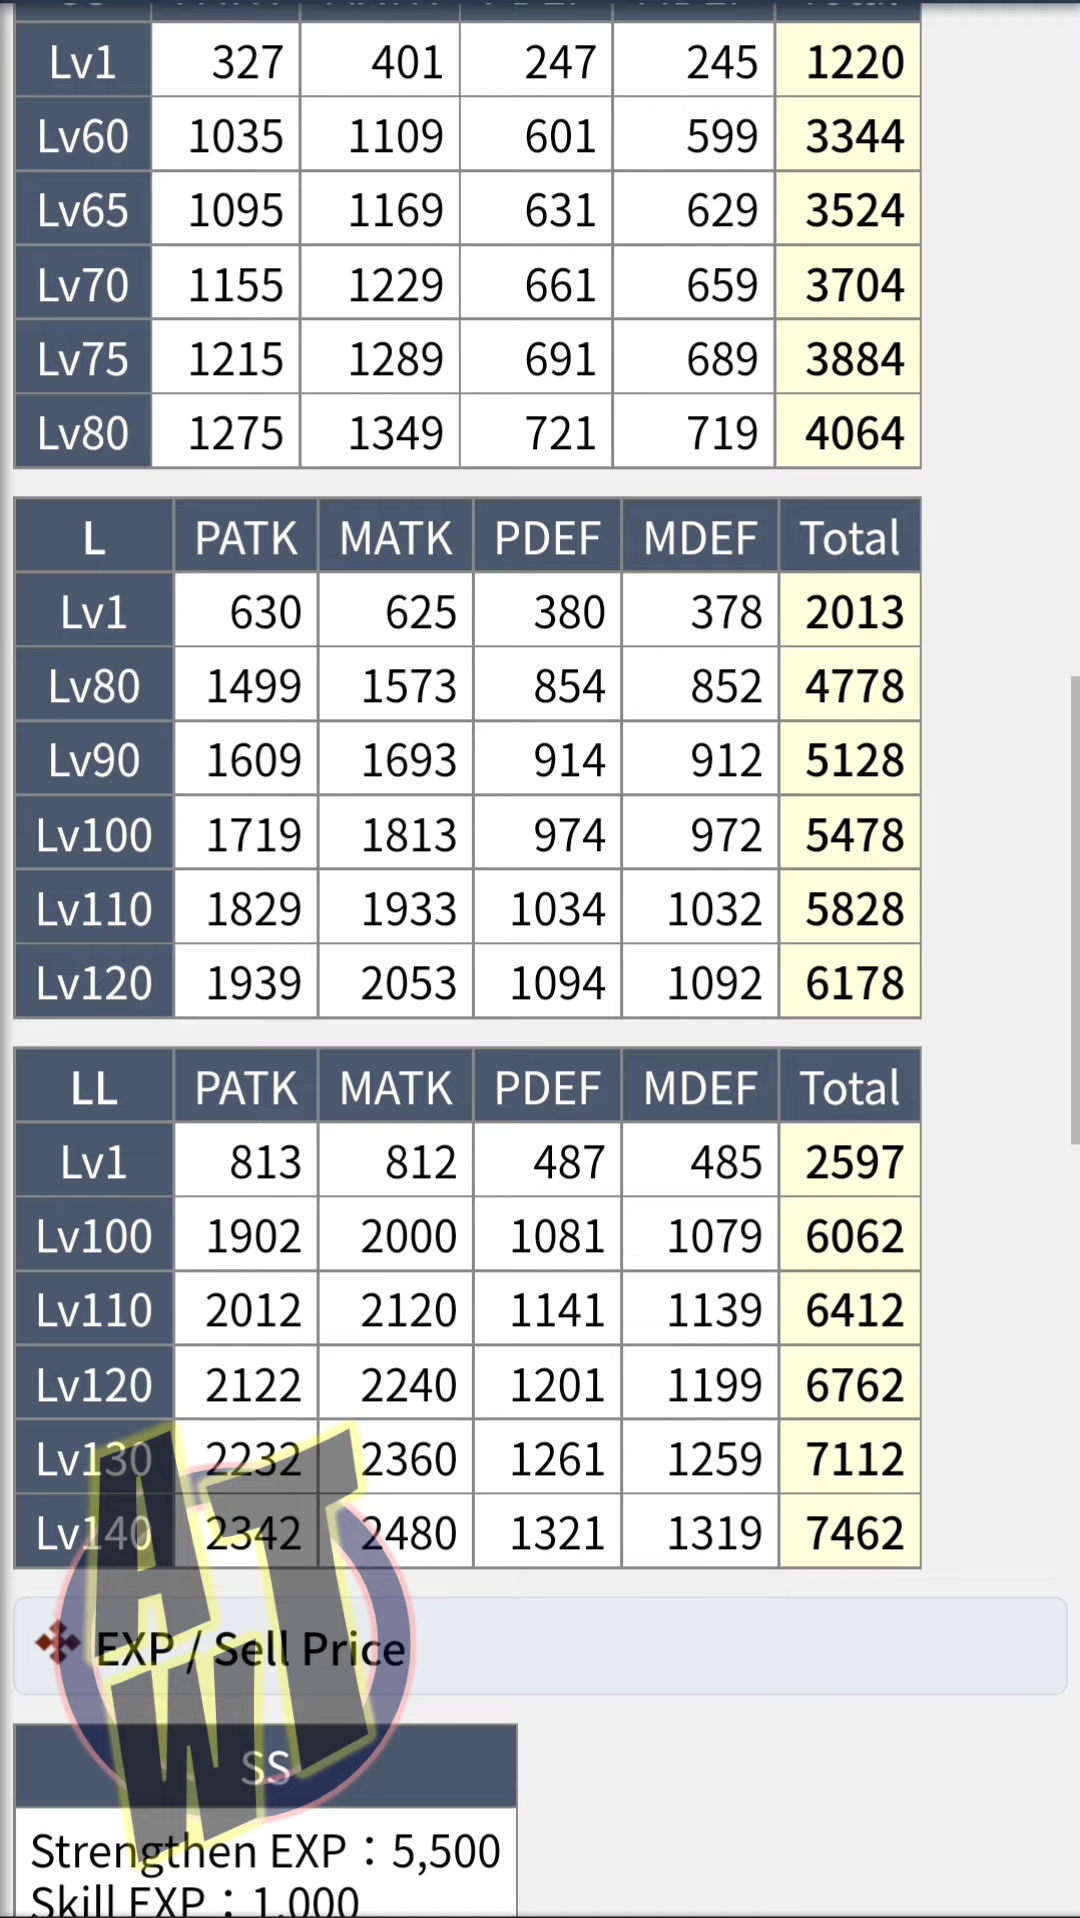 Lv1 327 401 247 245 1220
Lv60 1035 1109 601 599 3344
Lv65 1095 1169 631 629 3524
Lv70 1155 1229 661 659 3704
Lv75 1215 1289 691 689 3884
Lv80 1275 1349 721 719 4064
L PATK MATK PDEF MDEF Total
Lv1 630 625 380 378 2013
Lv80 1499 1573 854 852 4778
Lv90 1609 1693 914 912 5128
Lv100 1719 1813 974 972 5478
Lv110 1829 1933 1034 1032 5828
Lv120 1939 2053 1094 1092 6178
LL PATK MATK PDEF MDEF Total
Lv1 813 812 487 485 2597
Lv100 1902 2000 1081 1079 6062
Lv110 2012 2120 1141 1139 6412
Lv120 2122 2240 1201 1199 6762
Lv130 2232 2360 1261 1259 7112
Lv140 2342 2480 1321 1319 7462
EXP / Sell Price
ATWT
SS
Strengthen EXP：5,500
Skill EXP：1,000